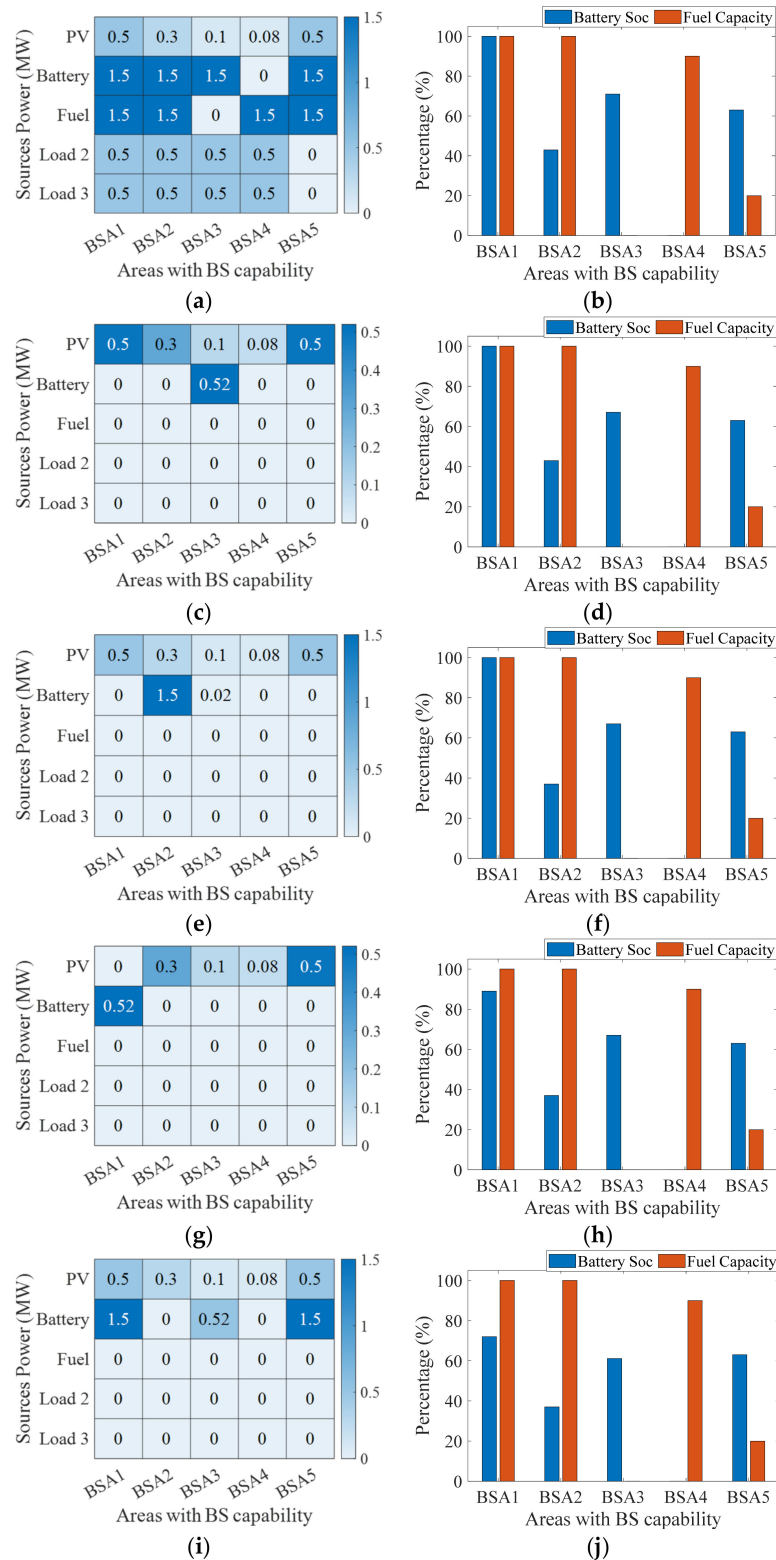 Sources Power (MW)
PV 0.5 0.3 0.1 0.08 0.5
Battery 1.5 1.5 1.5 0 1.5
Fuel 1.5 1.5 0 1.5 1.5
Load 2 0.5 0.5 0.5 0.5 0
Load 3 0.5 0.5 0.5 0.5 0
BSA1 BSA2 BSA3 BSA4 BSA5
Areas with BS capability
1.5
1
0.5
0
(a)
Battery Soc Fuel Capacity
Percentage (%)
100
80
60
40
20
0
BSA1 BSA2 BSA3 BSA4 BSA5
Areas with BS capability
(b)
Sources Power (MW)
PV 0.5 0.3 0.1 0.08 0.5
Battery 0 0 0.52 0 0
Fuel 0 0 0 0 0
Load 2 0 0 0 0 0
Load 3 0 0 0 0 0
BSA1 BSA2 BSA3 BSA4 BSA5
Areas with BS capability
0.5
0.4
0.3
0.2
0.1
0
(c)
Battery Soc Fuel Capacity
Percentage (%)
100
80
60
40
20
0
BSA1 BSA2 BSA3 BSA4 BSA5
Areas with BS capability
(d)
Sources Power (MW)
PV 0.5 0.3 0.1 0.08 0.5
Battery 0 1.5 0.02 0 0
Fuel 0 0 0 0 0
Load 2 0 0 0 0 0
Load 3 0 0 0 0 0
BSA1 BSA2 BSA3 BSA4 BSA5
Areas with BS capability
1.5
1
0.5
0
(e)
Battery Soc Fuel Capacity
Percentage (%)
100
80
60
40
20
0
BSA1 BSA2 BSA3 BSA4 BSA5
Areas with BS capability
(f)
Sources Power (MW)
PV 0 0.3 0.1 0.08 0.5
Battery 0.52 0 0 0 0
Fuel 0 0 0 0 0
Load 2 0 0 0 0 0
Load 3 0 0 0 0 0
BSA1 BSA2 BSA3 BSA4 BSA5
Areas with BS capability
0.5
0.4
0.3
0.2
0.1
0
(g)
Battery Soc Fuel Capacity
Percentage (%)
100
80
60
40
20
0
BSA1 BSA2 BSA3 BSA4 BSA5
Areas with BS capability
(h)
Sources Power (MW)
PV 0.5 0.3 0.1 0.08 0.5
Battery 1.5 0 0.52 0 1.5
Fuel 0 0 0 0 0
Load 2 0 0 0 0 0
Load 3 0 0 0 0 0
BSA1 BSA2 BSA3 BSA4 BSA5
Areas with BS capability
1.5
1
0.5
0
(i)
Battery Soc Fuel Capacity
Percentage (%)
100
80
60
40
20
0
BSA1 BSA2 BSA3 BSA4 BSA5
Areas with BS capability
(j)